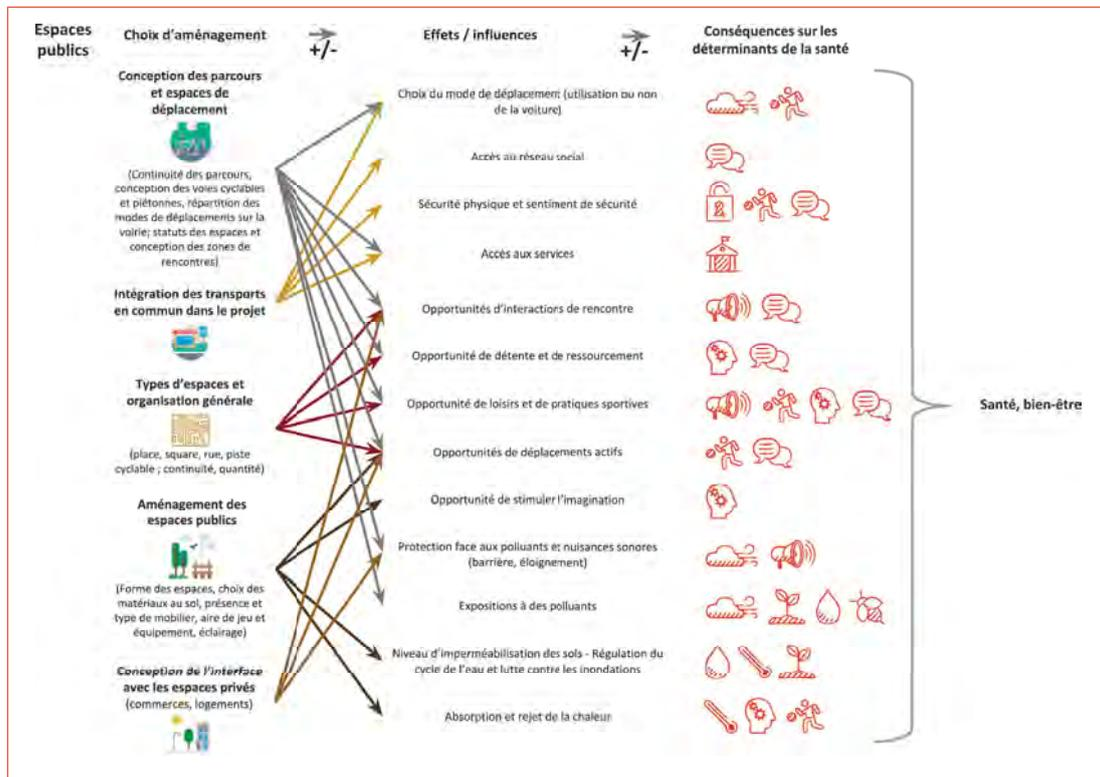 Espaces
publics
Choix d'aménagement
+/-
Effets / influences
+/-
Conséquences sur les
déterminants de la santé
Conception des parcours
et espaces de
déplacement
(Continuité des parcours,
conception des voies cyclables
et piétonnes, répartition des
modes de déplacements sur la
voirie; statuts des espaces et
conception des zones de
rencontres)
Intégration des transports
en commun dans le projet
Types d'espaces et
organisation générale
(place, square, rue, piste
cyclable ; continuité, quantité)
Aménagement des
espaces publics
(Forme des espaces, choix des
matériaux au sol, présence et
type de mobilier, aire de jeu et
équipement, éclairage)
Conception de l'interface
avec les espaces privés
(commerces, logements)
Choix du mode de déplacement (utilisation ou non
de la voiture)
Accès au réseau social
Sécurité physique et sentiment de sécurité
Accès aux services
Opportunités d'interactions de rencontre
Opportunité de détente et de ressourcement
Opportunité de loisirs et de pratiques sportives
Opportunités de déplacements actifs
Opportunité de stimuler l'imagination
Protection face aux polluants et nuisances sonores
(barrière, éloignement)
Expositions à des polluants
Niveau d'imperméabilisation des sols - Régulation du
cycle de l'eau et lutte contre les inondations
Absorption et rejet de la chaleur
Santé, bien-être